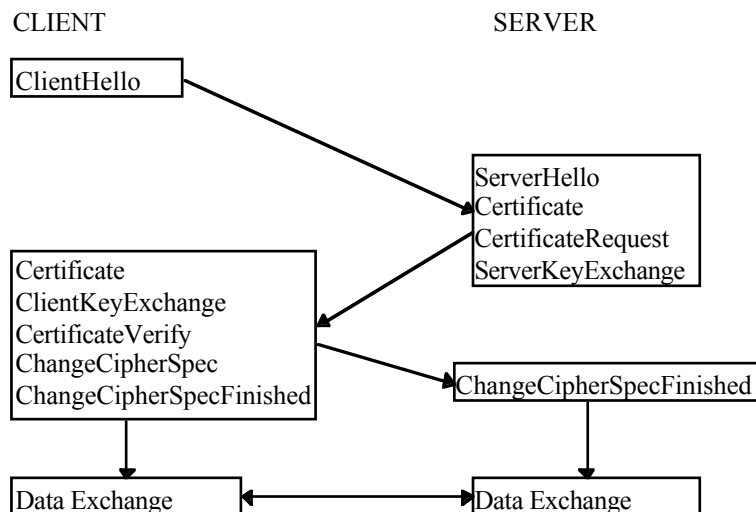 CLIENT
SERVER
ClientHello
ServerHello
Certificate
CertificateRequest
ServerKeyExchange
Certificate
ClientKeyExchange
CertificateVerify
ChangeCipherSpec
ChangeCipherSpecFinished
ChangeCipherSpecFinished
Data Exchange
Data Exchange